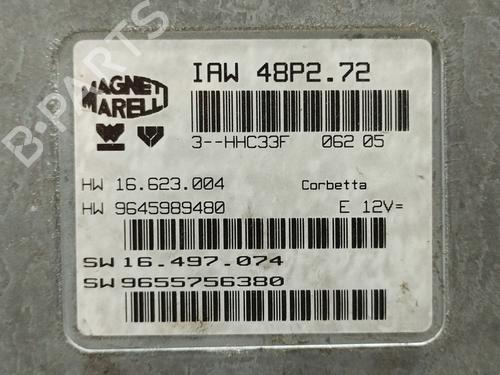 IAW 48P2.72
MAGNETI
MARELLI
3--HHC33F 062 05
HW 16.623.004 Corbetta
HW 9645989480 E 12V=
SW 16.497.074
SW 9655756380
B-PARTS